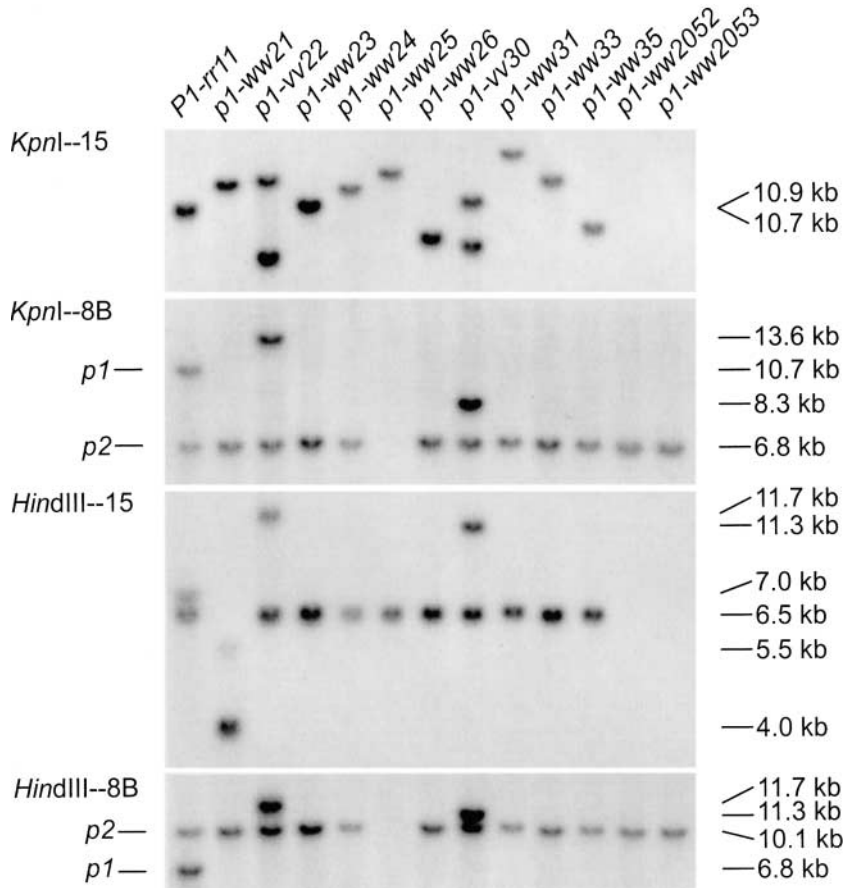 P1-rr11
p1-ww21
p1-vv22
p1-ww23
p1-ww24
p1-ww25
p1-ww26
p1-vv30
p1-ww31
p1-ww33
p1-ww35
p1-ww2052
p1-ww2053
KpnI--15
10.9 kb
10.7 kb
KpnI--8B
13.6 kb
p1
10.7 kb
8.3 kb
p2
6.8 kb
HindIII--15
11.7 kb
11.3 kb
7.0 kb
6.5 kb
5.5 kb
4.0 kb
HindIII--8B
11.7 kb
11.3 kb
p2
10.1 kb
p1
6.8 kb